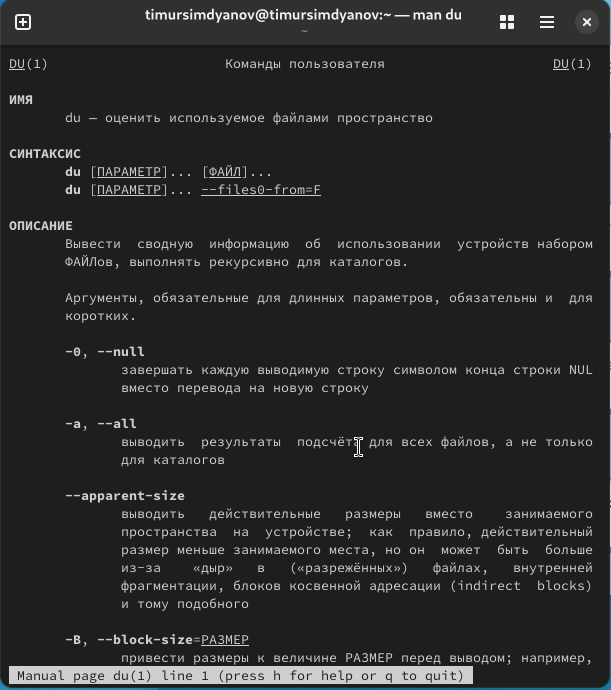 timursimdyanov@timursimdyanov:~ — man du
~
DU(1) Команды пользователя DU(1)
ИМЯ
du — оценить используемое файлами пространство
СИНТАКСИС
du [ПАРАМЕТР]... [ФАЙЛ]...
du [ПАРАМЕТР]... --files0-from=F
ОПИСАНИЕ
Вывести сводную информацию об использовании устройств набором
ФАЙЛов, выполнять рекурсивно для каталогов.
Аргументы, обязательные для длинных параметров, обязательны и для
коротких.
-0, --null
завершать каждую выводимую строку символом конца строки NUL
вместо перевода на новую строку
-a, --all
выводить результаты подсчёта для всех файлов, а не только
для каталогов
--apparent-size
выводить действительные размеры вместо занимаемого
пространства на устройстве; как правило, действительный
размер меньше занимаемого места, но он может быть больше
из-за «дыр» в («разрежённых») файлах, внутренней
фрагментации, блоков косвенной адресации (indirect blocks)
и тому подобного
-B, --block-size=РАЗМЕР
привести размеры к величине РАЗМЕР перед выводом; например,
Manual page du(1) line 1 (press h for help or q to quit)